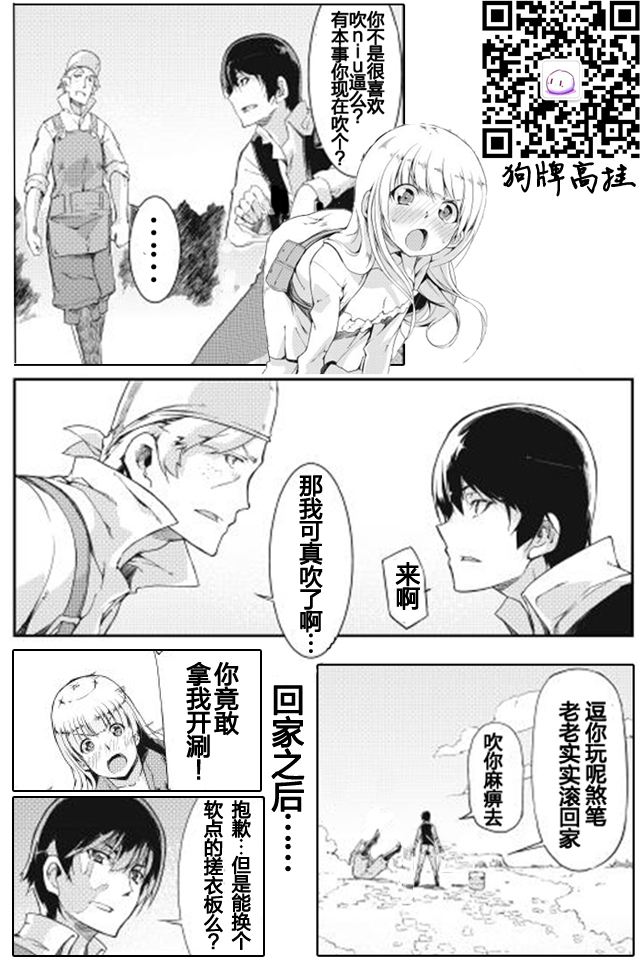 你不是很喜欢
吹niu逼么？
有本事你现在吹个？
狗牌高挂
·····
那我可真吹了啊…
来啊
你竟敢
拿我开涮！
抱歉…但是能换个
软点的搓衣板么？
回家之后……
逗你玩呢煞笔
老老实实滚回家
吹你麻痹去